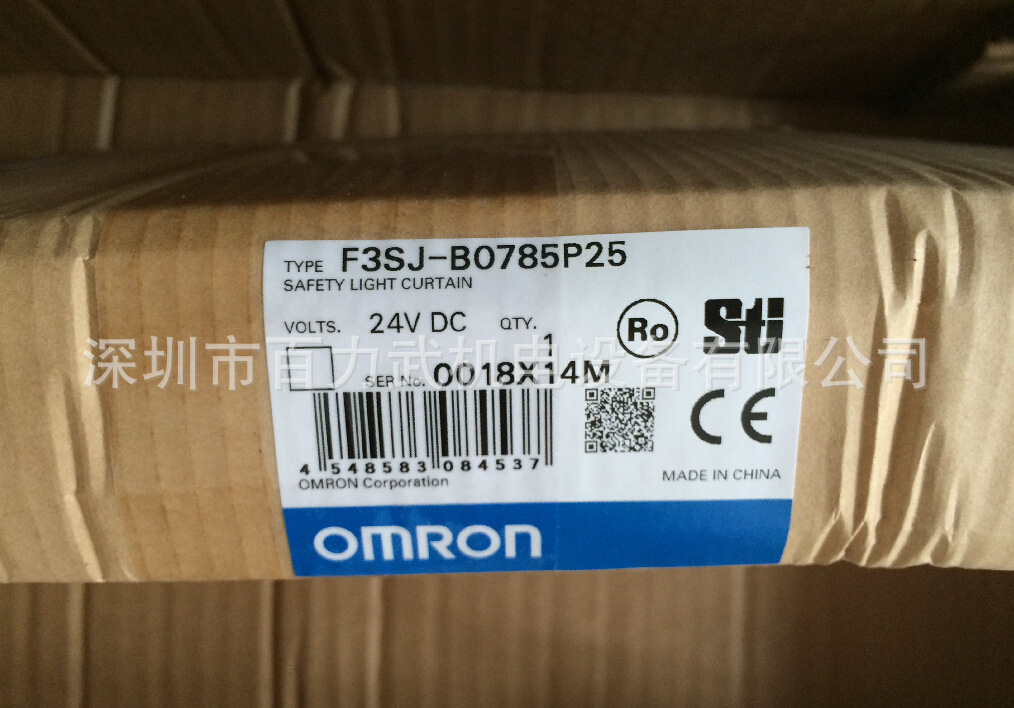 TYPE F3SJ-B0785P25
SAFETY LIGHT CURTAIN
VOLTS. 24V DC QTY. 1
Ro
Sti
深圳市百力武机电设备有限公司
SER No. 0018X14M
4 548583 084537
CE
OMRON Corporation
MADE IN CHINA
OMRON